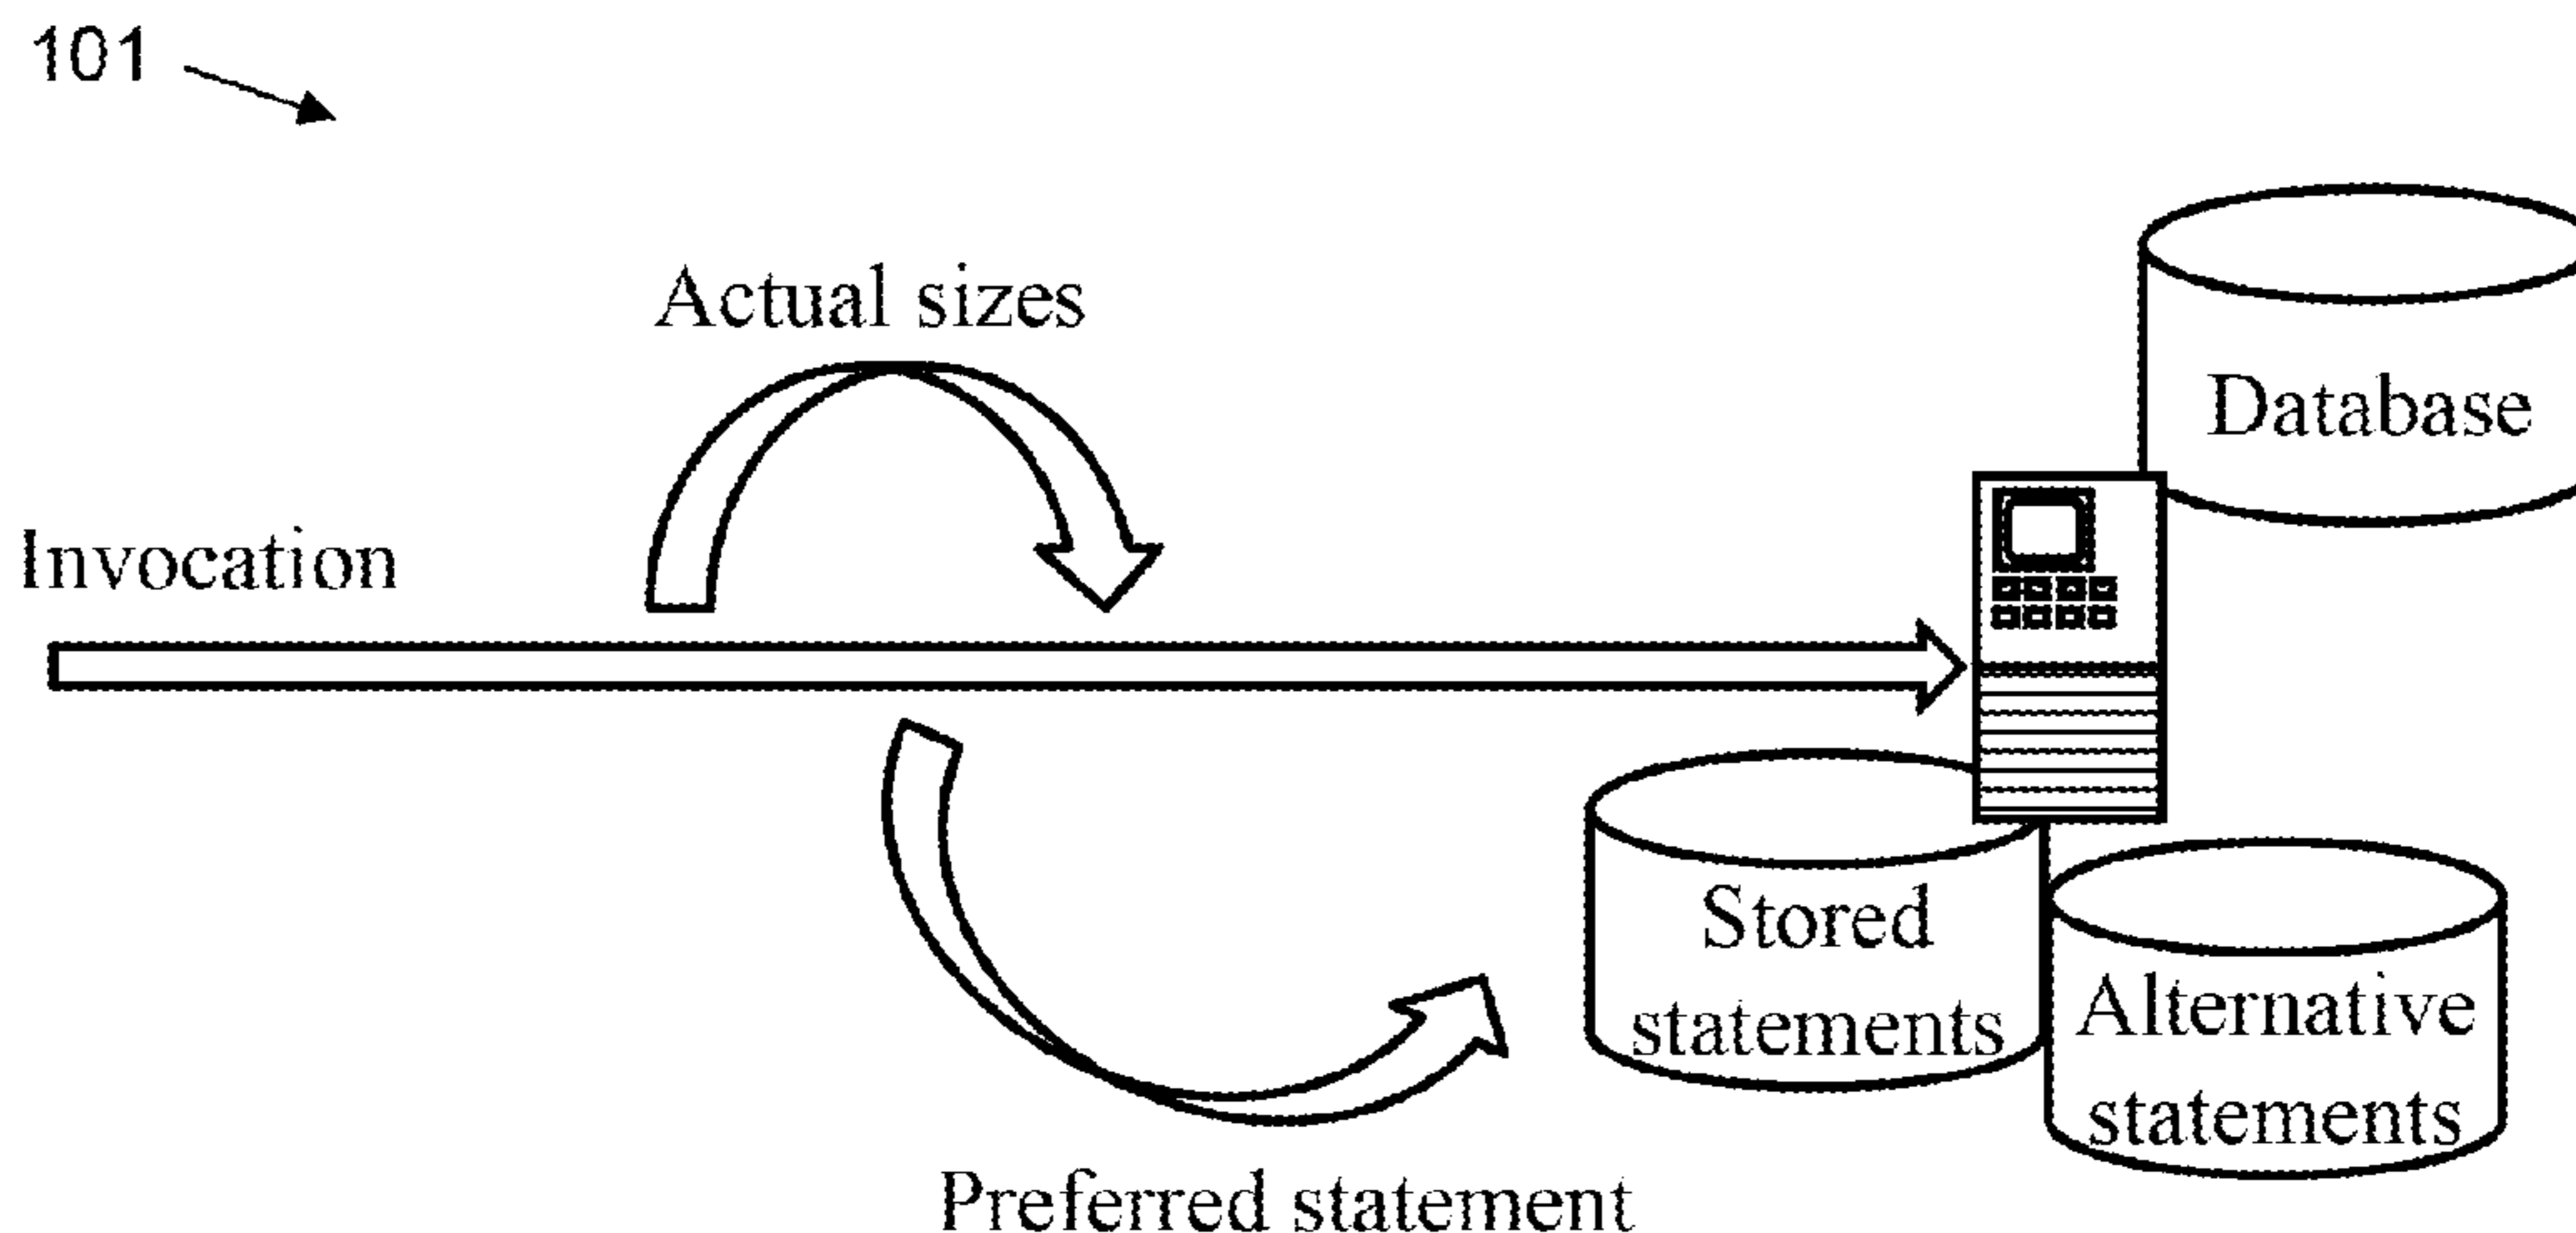 101
Actual sizes
Database
Invocation
Stored
statements
Alternative
statements
Preferred statement